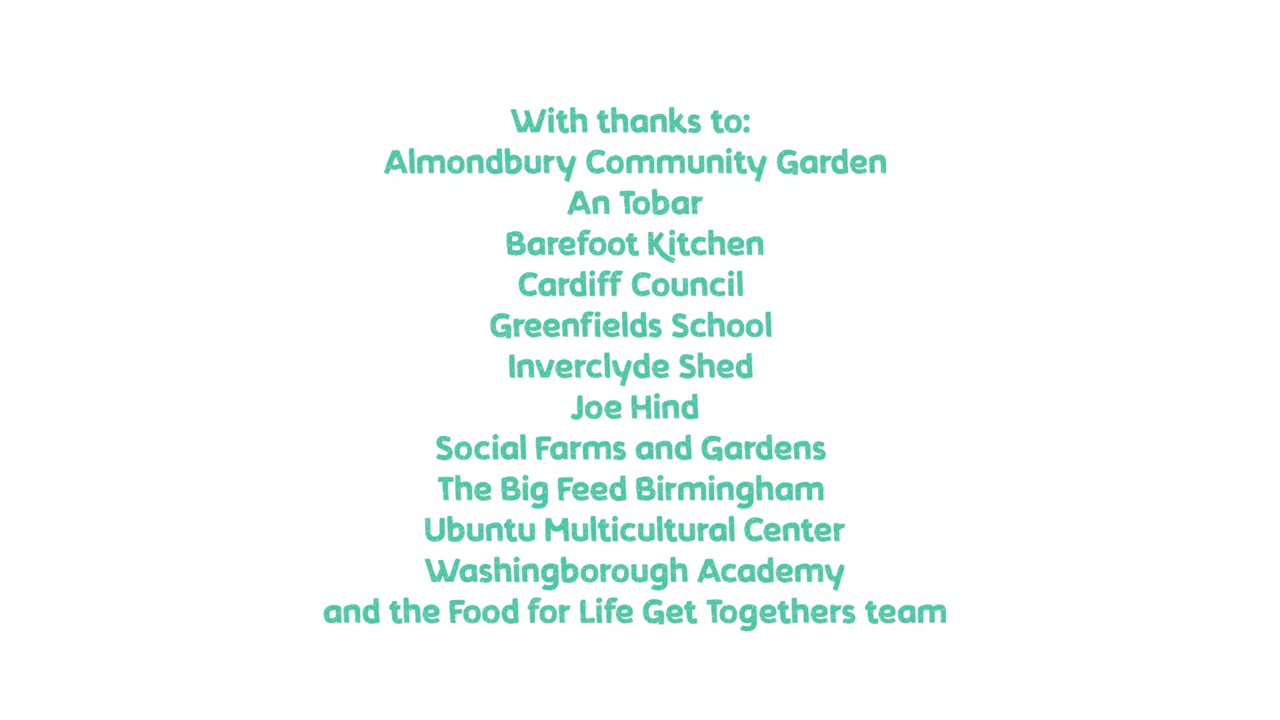 With thanks to:
Almondbury Community Garden
An Tobar
Barefoot Kitchen
Cardiff Council
Greenfields School
Inverclyde Shed
Joe Hind
Social Farms and Gardens
The Big Feed Birmingham
Ubuntu Multicultural Center
Washingborough Academy
and the Food for Life Get Togethers team